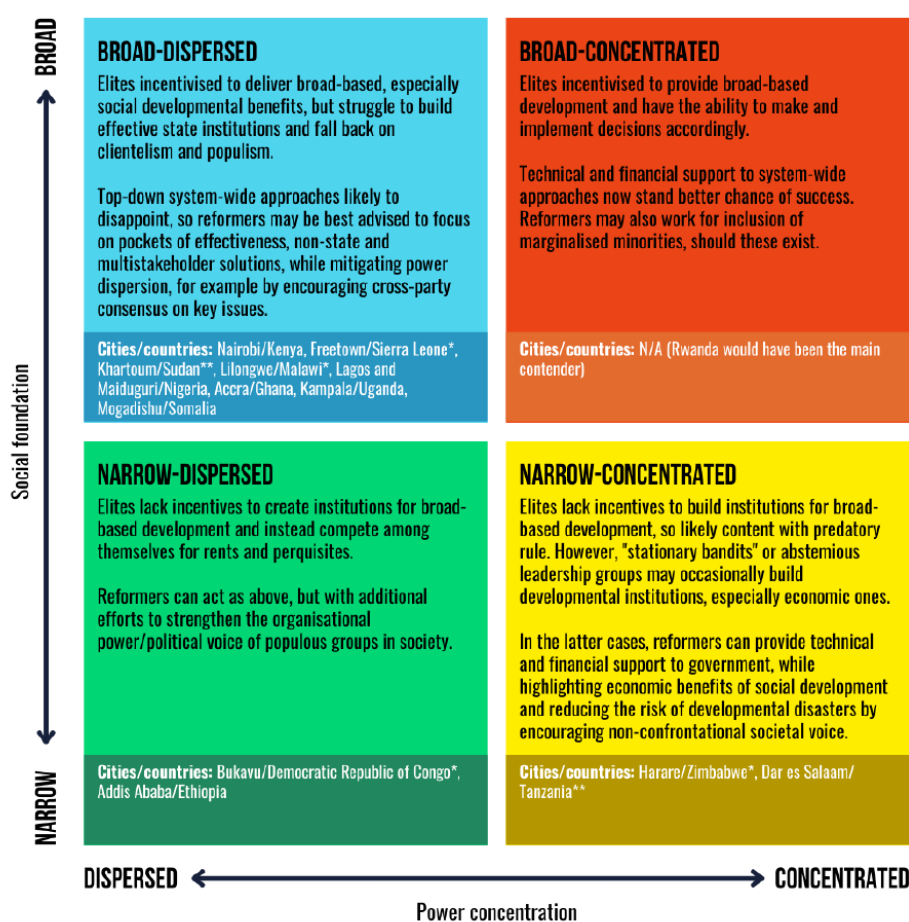 BROAD
BROAD-DISPERSED
Elites incentivised to deliver broad-based, especially
social developmental benefits, but struggle to build
effective state institutions and fall back on
clientelism and populism.
Top-down system-wide approaches likely to
disappoint, so reformers may be best advised to focus
on pockets of effectiveness, non-state and
multistakeholder solutions, while mitigating power
dispersion, for example by encouraging cross-party
consensus on key issues.
Cities/countries: Nairobi/Kenya, Freetown/Sierra Leone*,
Khartoum/Sudan**, Lilongwe/Malawi*, Lagos and
Maiduguri/Nigeria, Accra/Ghana, Kampala/Uganda,
Mogadishu/Somalia
BROAD-CONCENTRATED
Elites incentivised to provide broad-based
development and have the ability to make and
implement decisions accordingly.
Technical and financial support to system-wide
approaches now stand better chance of success.
Reformers may also work for inclusion of
marginalised minorities, should these exist.
Cities/countries: N/A (Rwanda would have been the main
contender)
Social foundation
NARROW-DISPERSED
Elites lack incentives to create institutions for broad-
based development and instead compete among
themselves for rents and perquisites.
Reformers can act as above, but with additional
efforts to strengthen the organisational
power/political voice of populous groups in society.
Cities/countries: Bukavu/Democratic Republic of Congo*,
Addis Ababa/Ethiopia
NARROW-CONCENTRATED
Elites lack incentives to build institutions for broad-
based development, so likely content with predatory
rule. However, "stationary bandits" or abstemious
leadership groups may occasionally build
developmental institutions, especially economic ones.
In the latter cases, reformers can provide technical
and financial support to government, while
highlighting economic benefits of social development
and reducing the risk of developmental disasters by
encouraging non-confrontational societal voice.
Cities/countries: Harare/Zimbabwe*, Dar es Salaam/
Tanzania**
NARROW
DISPERSED
CONCENTRATED
Power concentration